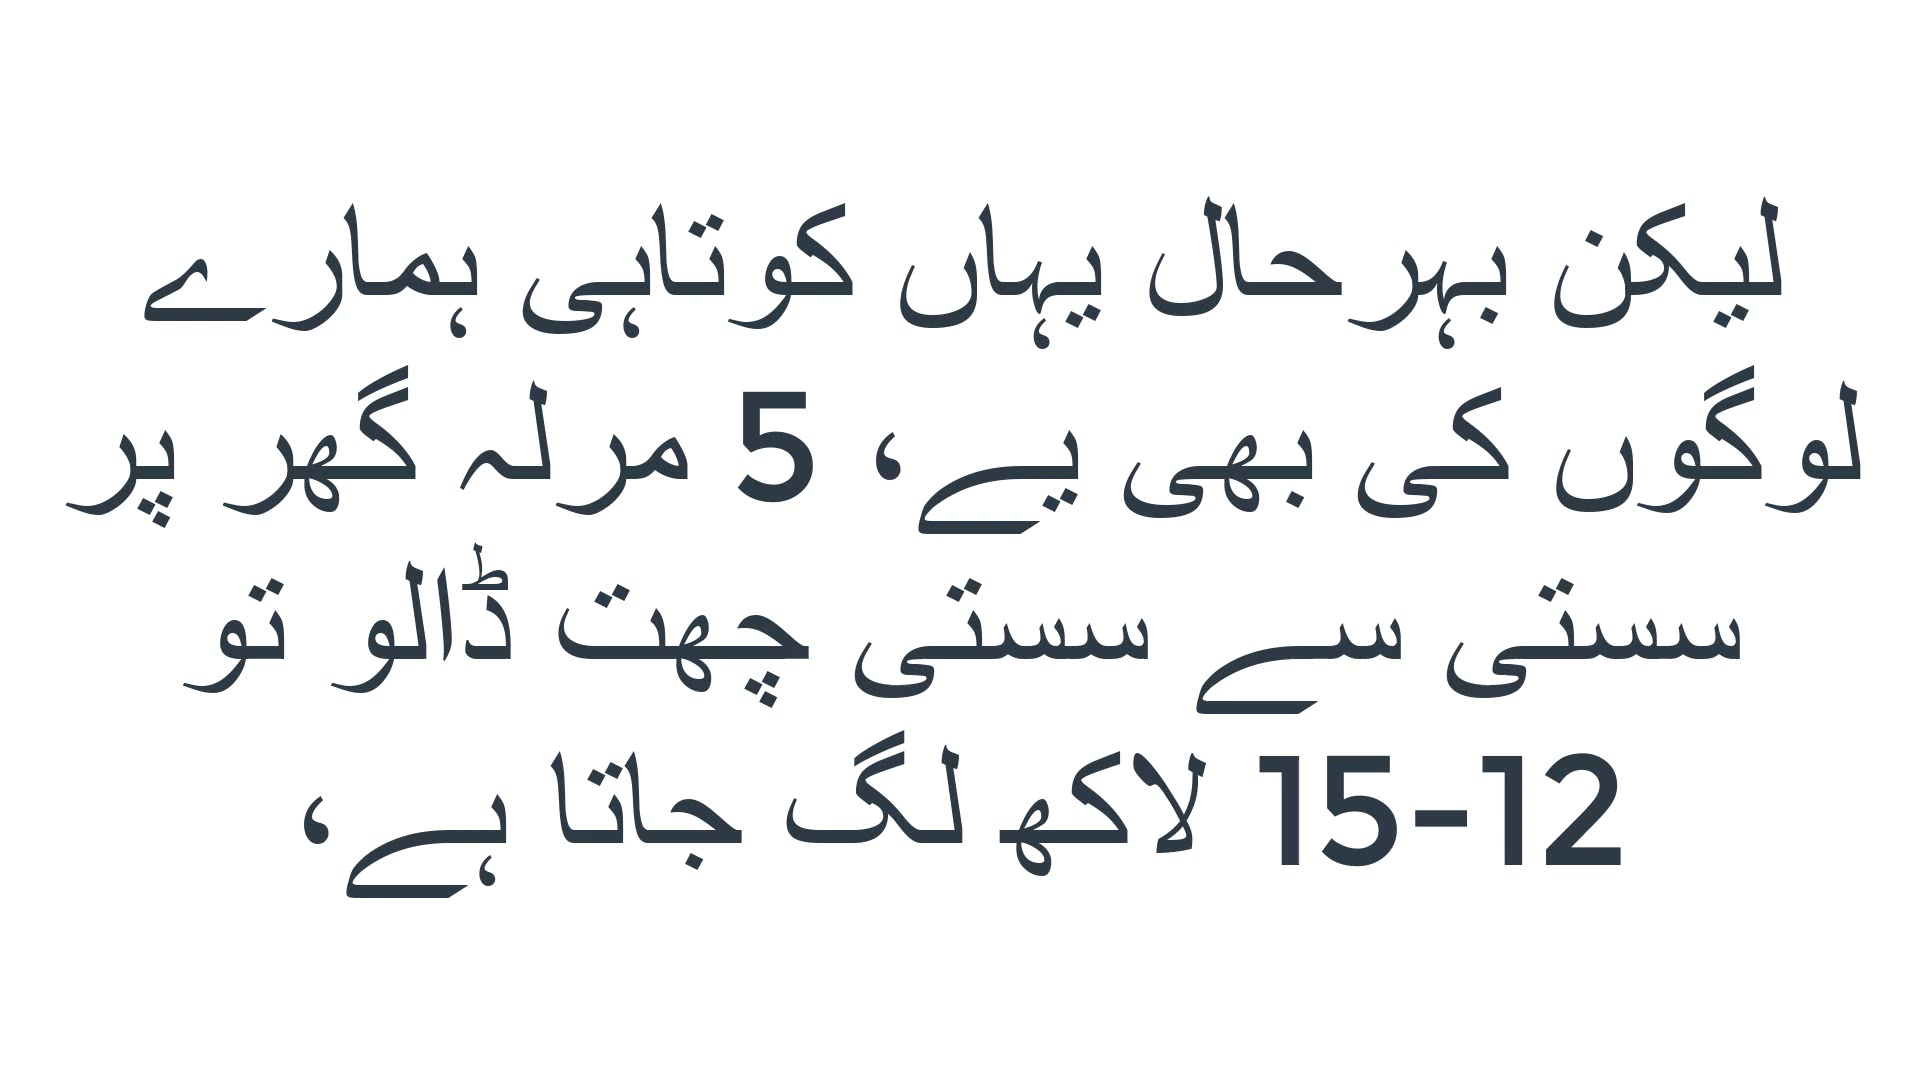 لیکن بہرحال یہاں کوتاہی ہمارے
لوگوں کی بھی یے، 5 مرلہ گھر پر
سستی سے سستی چھت ڈالو تو
12-15 لاکھ لگ جاتا ہے،